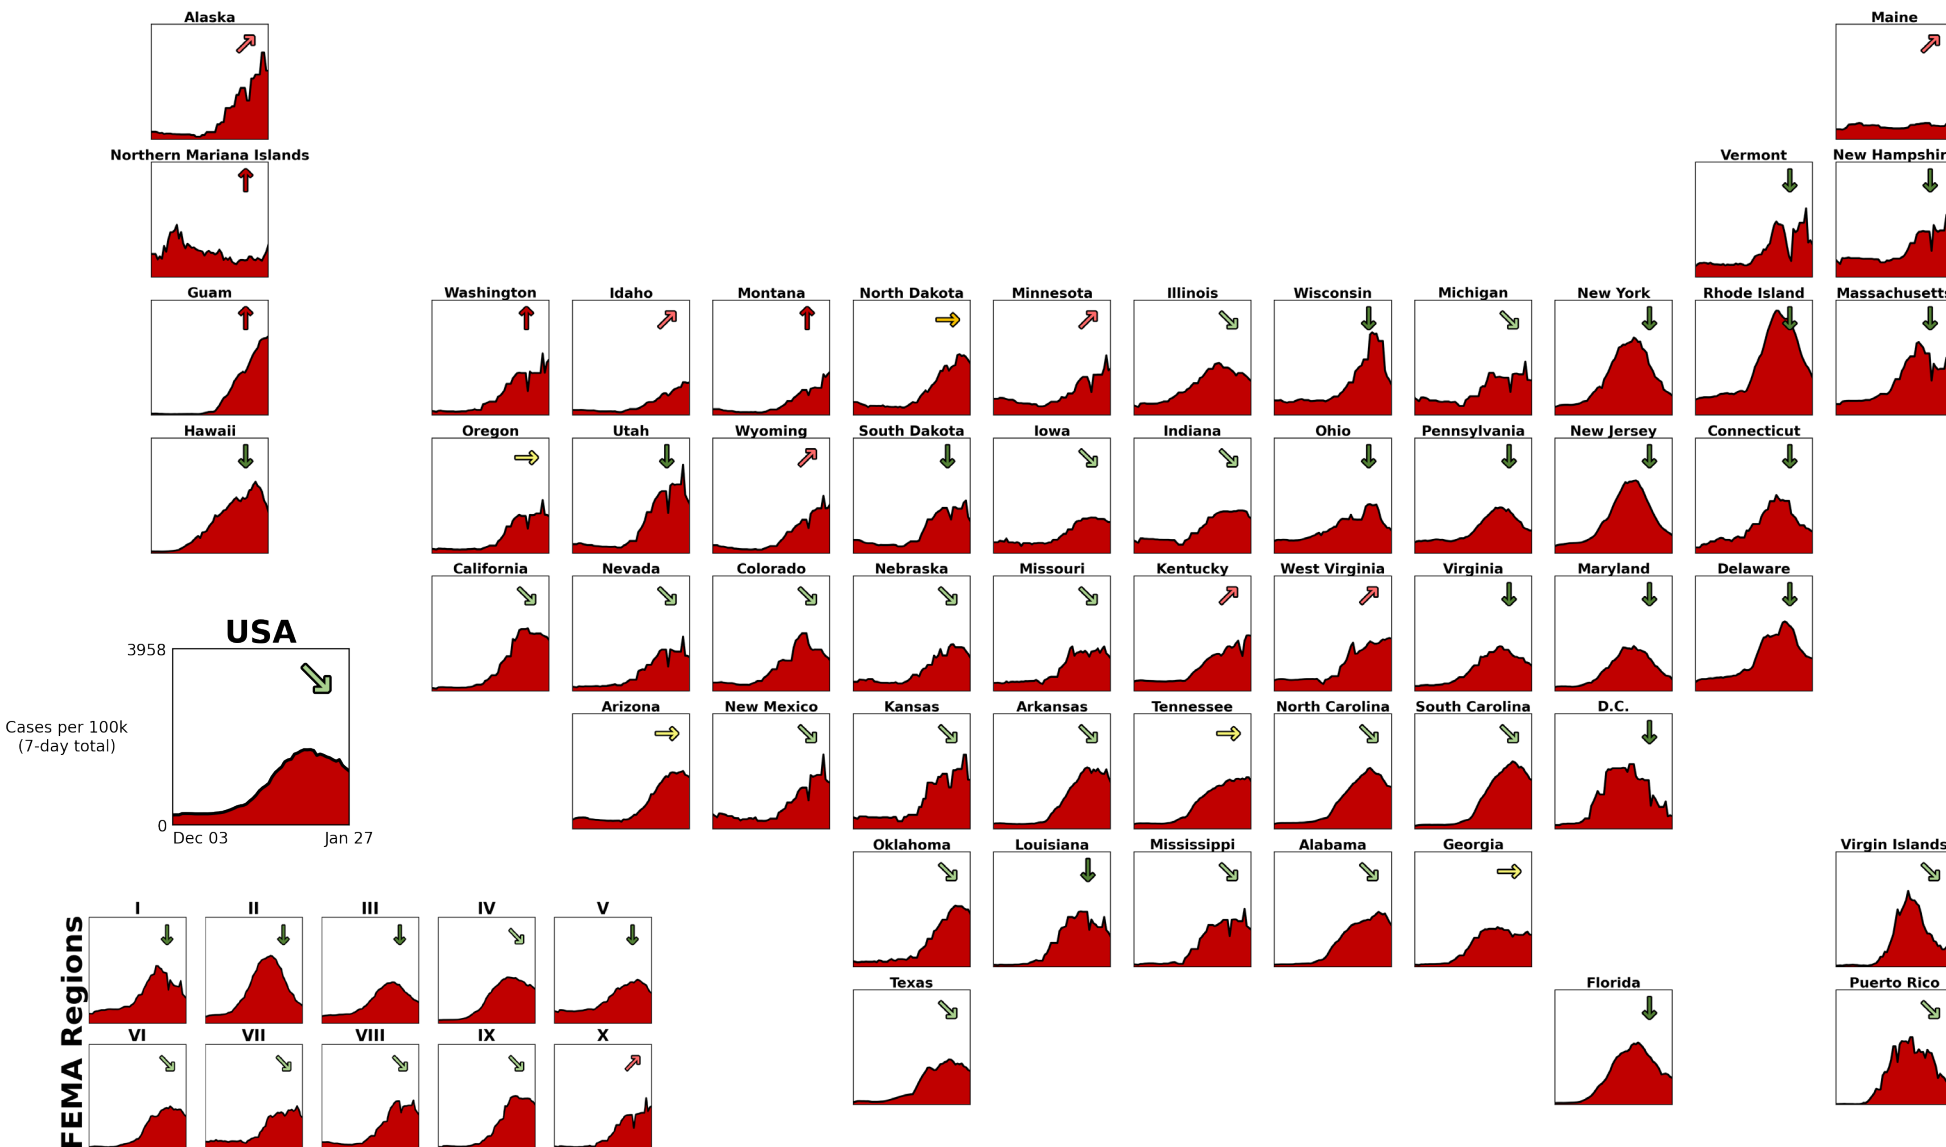 Alaska
Maine
Northern Mariana Islands
Vermont
New Hampshir
Guam
Washington
Idaho
Montana
North Dakota
Minnesota
Illinois
Wisconsin
Michigan
New York
Rhode Island
Massachusetts
Hawaii
Oregon
Utah
Wyoming
South Dakota
Iowa
Indiana
Ohio
Pennsylvania
New Jersey
Connecticut
California
Nevada
Colorado
Nebraska
Missouri
Kentucky
West Virginia
Virginia
Maryland
Delaware
USA
3958
Cases per 100k
(7-day total)
0
Dec 03
Jan 27
Arizona
New Mexico
Kansas
Arkansas
Tennessee
North Carolina
South Carolina
D.C.
Oklahoma
Louisiana
Mississippi
Alabama
Georgia
Virgin Islands
Texas
Florida
Puerto Rico
FEMA Regions
I
II
III
IV
V
VI
VII
VIII
IX
X